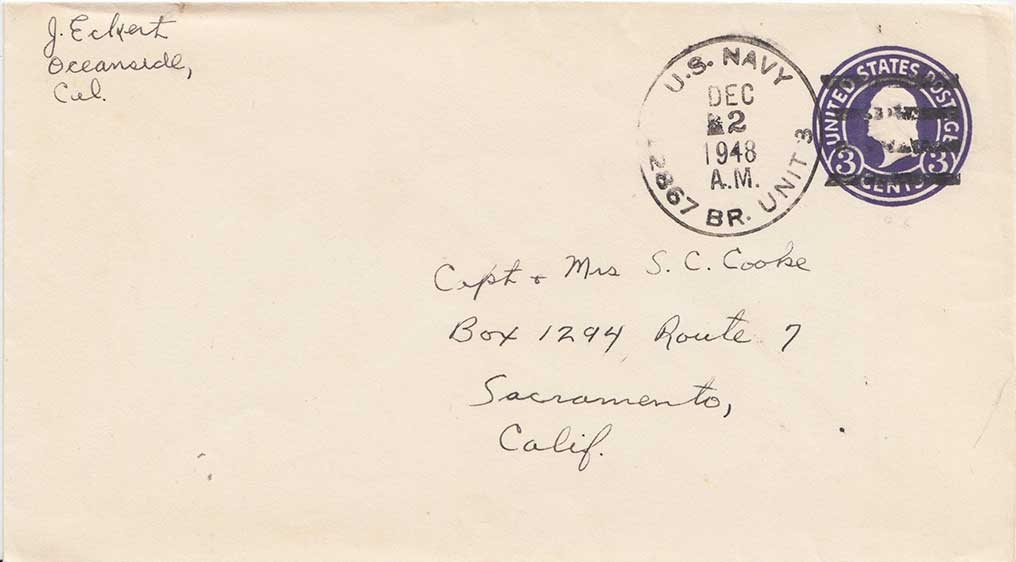 J. Eckert
Oceanside,
Cal.
U.S. NAVY
DEC
2
1948
A.M.
2867 BR. UNIT 3
UNITED STATES POSTAGE
3 CENTS 3
Capt + Mrs S. C. Cooke
Box 1294 Route 7
Sacramento,
Calif.